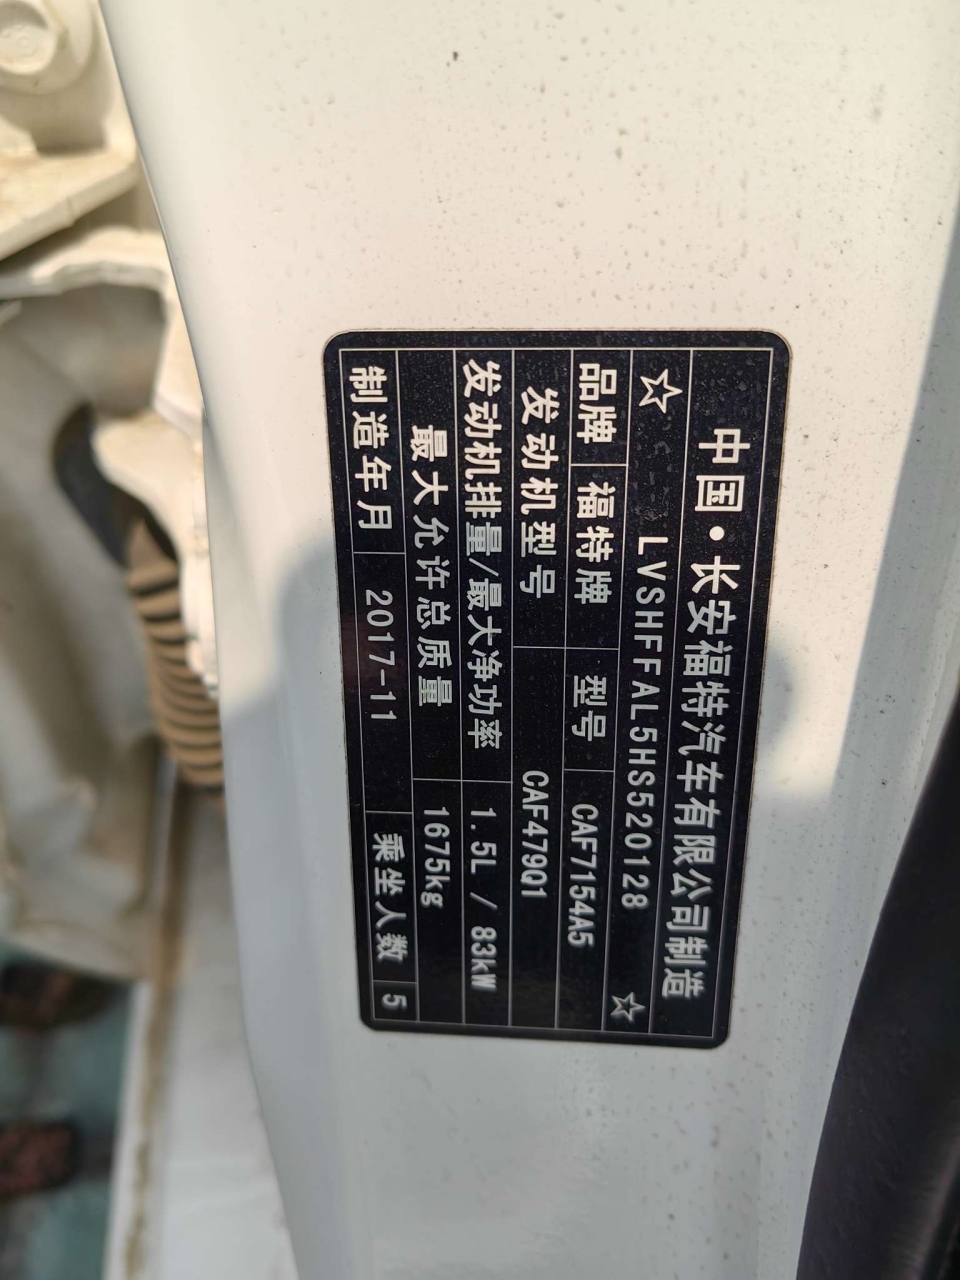 中国·长安福特汽车有限公司制造
☆ LVSHFFAL5HS520128 ☆
品牌 福特牌 型号 CAF7154A5
发动机型号 CAF479Q1
发动机排量/最大净功率 1.5L / 83kW
最大允许总质量 1675kg
制造年月 2017-11 乘坐人数 5